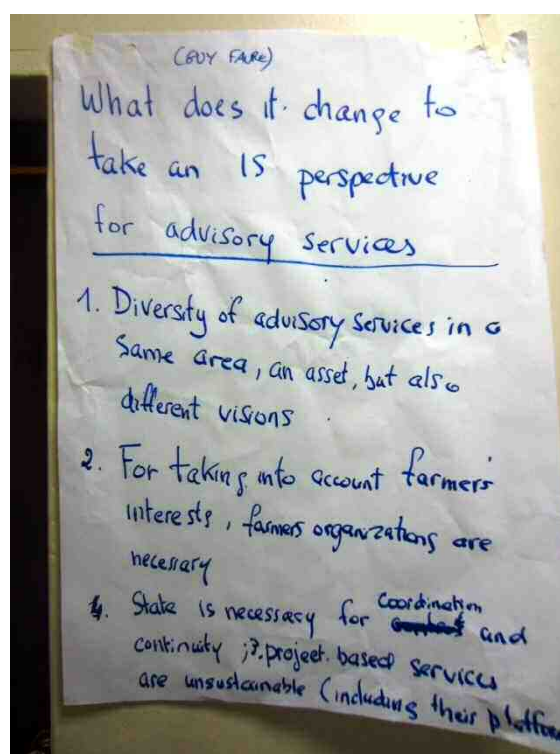 (GUY FAURE)
What does it change to
take an IS perspective
for advisory services
1. Diversity of advisory services in a
same area, an asset, but also
different visions
2. For taking into account farmers
interests, farmers organizations are
necessary
State is necessary for coordination and
continuity project based services
are unsustainable (including their